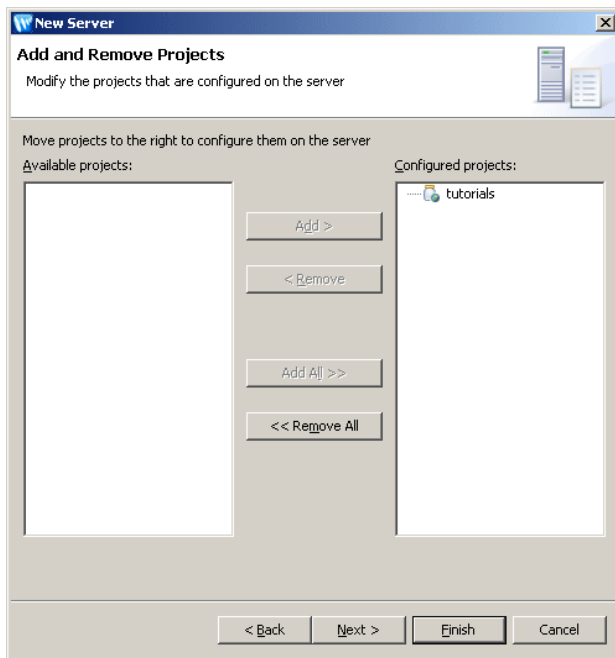 New Server
Add and Remove Projects
Modify the projects that are configured on the server
Move projects to the right to configure them on the server
Available projects:
Configured projects:
tutorials
Add >
< Remove
Add All >>
<< Remove All
< Back
Next >
Finish
Cancel